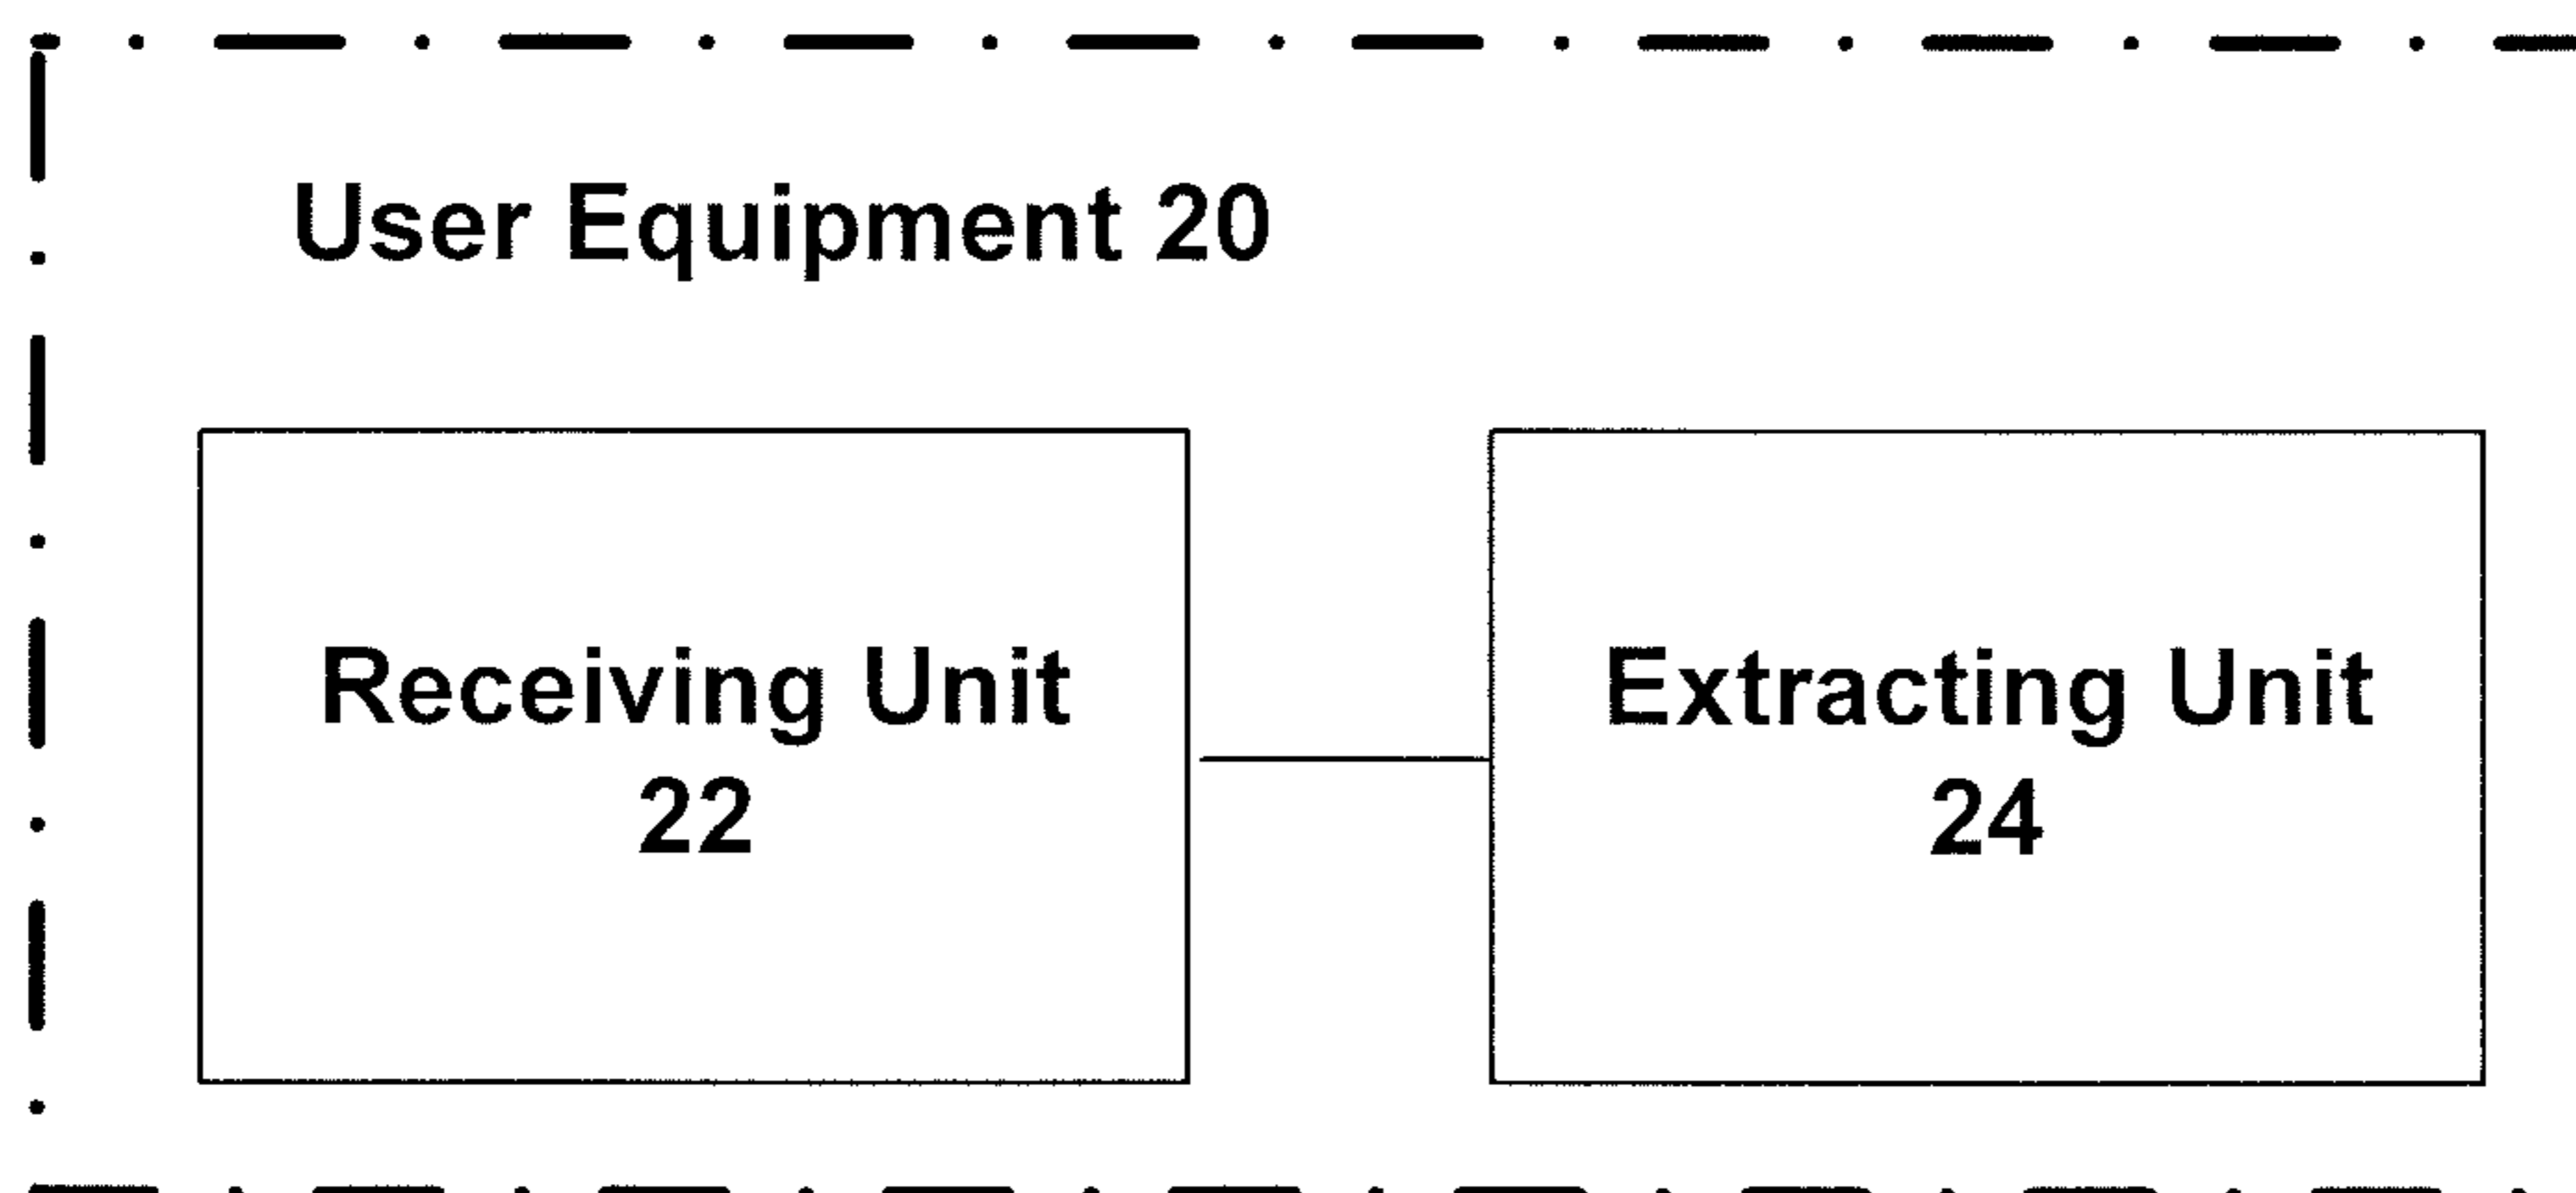 User Equipment 20
Receiving Unit
22
Extracting Unit
24